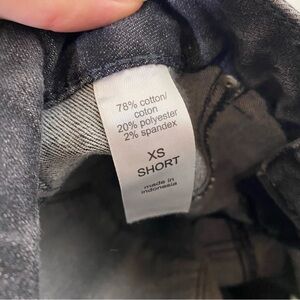 78% cotton/
coton
20% polyester
2% spandex
XS
SHORT
made in
indonesia